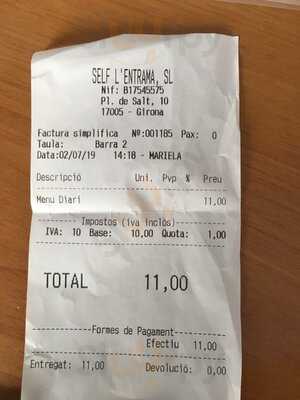 SELF L'ENTRAMA, SL
Nif: B17545575
Pl. de Salt, 10
17005 - Girona
Factura simplifica Nº:001185 Pax: 0
Taula: Barra 2
Data:02/07/19 14:18 - MARIELA
Descripció Uni. Pvp % Preu
Menu Diari 11,00
Impostos (iva inclòs)
IVA: 10 Base: 10,00 Quota: 1,00
TOTAL 11,00
Formes de Pagament
Efectiu 11,00
Entregat: 11,00 Devolució: 0,00